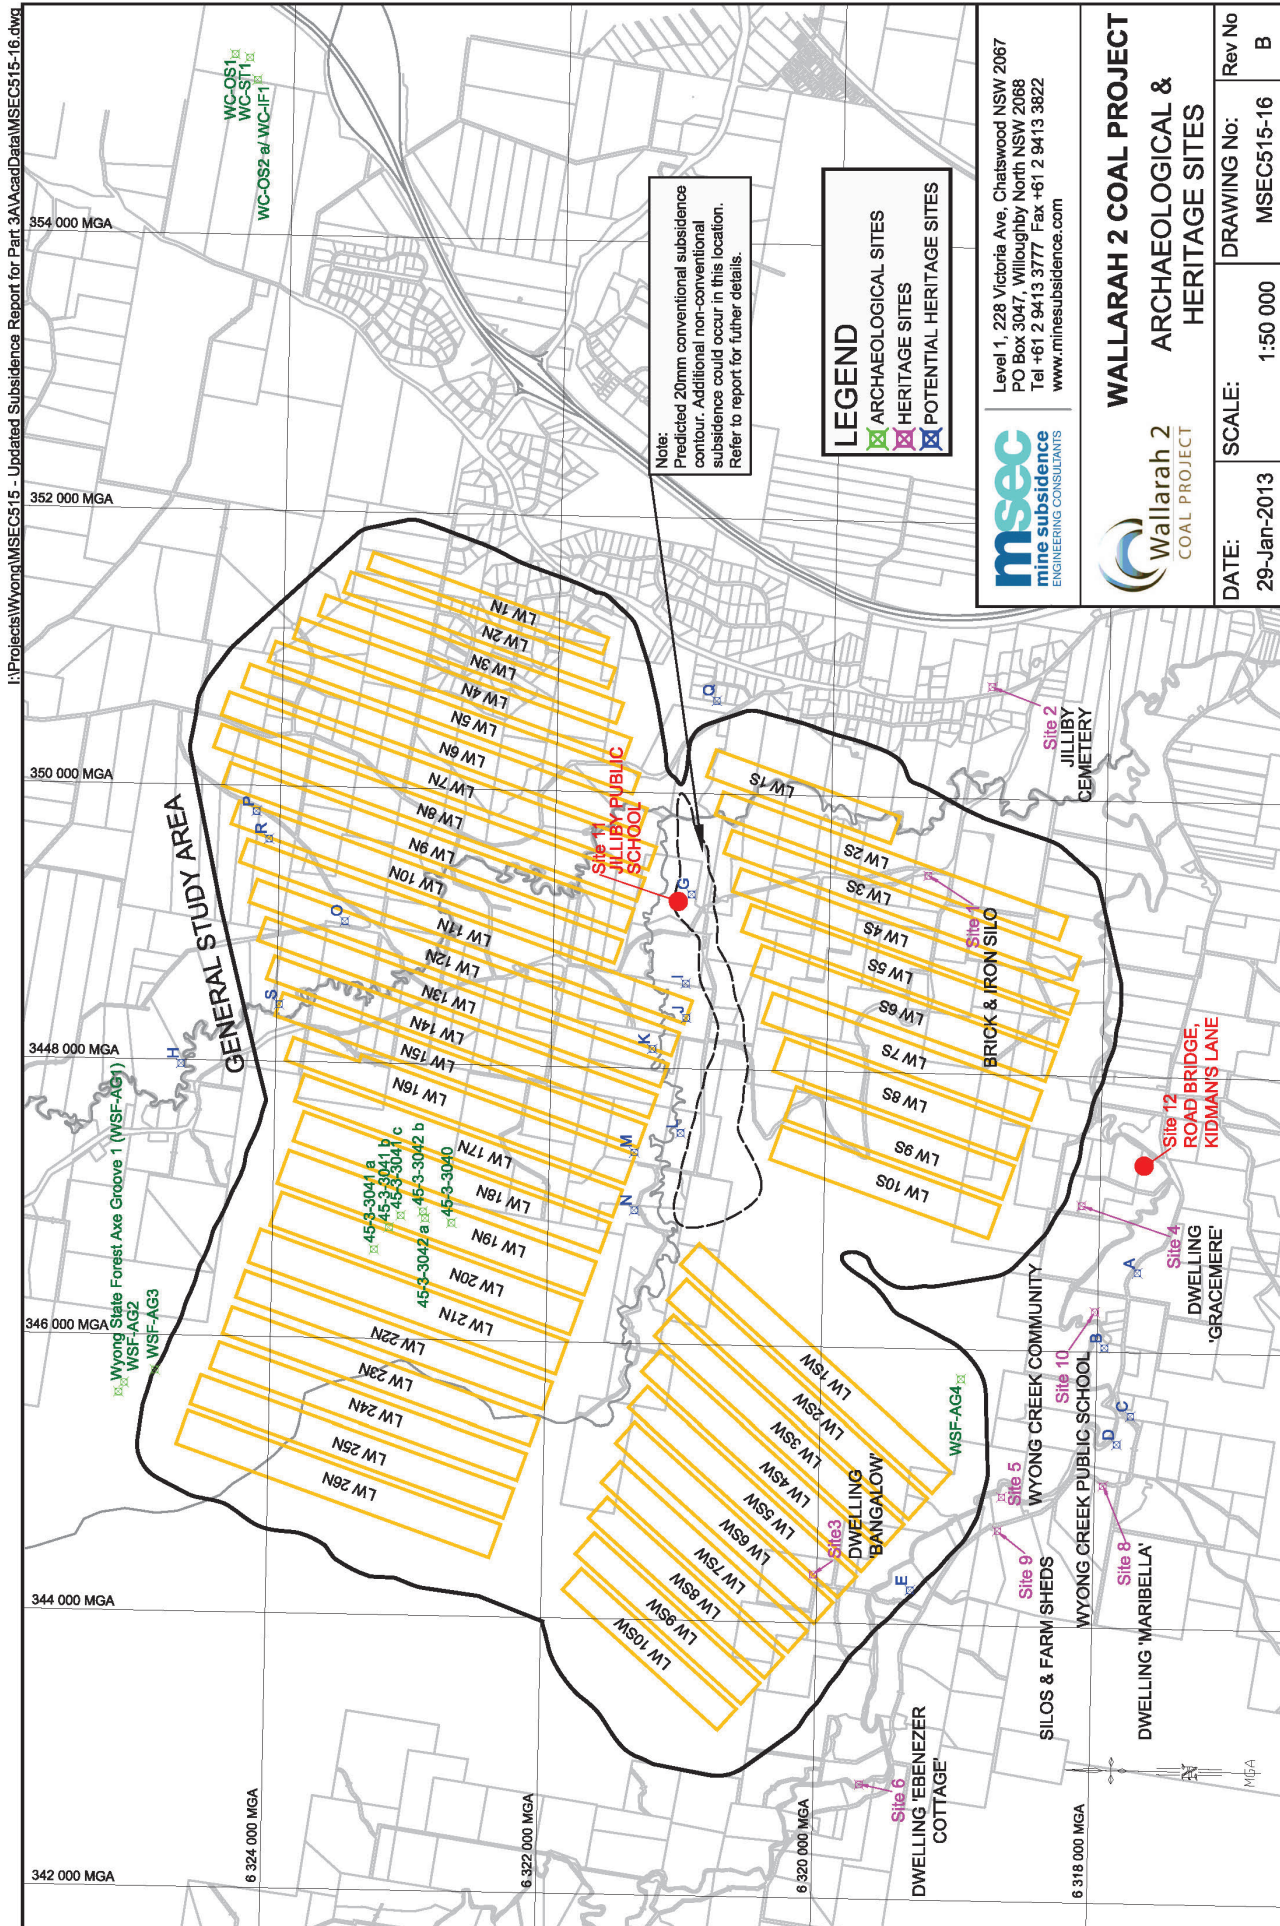 I:\Projects\Wyong\MSEC515 - Updated Subsidence Report for Part 3A\AcadData\MSEC515-16.dwg
342 000 MGA
344 000 MGA
346 000 MGA
3448 000 MGA
350 000 MGA
352 000 MGA
354 000 MGA
6 324 000 MGA
6 322 000 MGA
6 320 000 MGA
6 318 000 MGA
GENERAL STUDY AREA
Wyong State Forest Axe Groove 1 (WSF-AG1)
WSF-AG2
WSF-AG3
WC-OS1
WC-ST1
WC-OS2 a/ WC-IF1
H
S
O
R
P
LW 26N
LW 25N
LW 24N
LW 23N
LW 22N
LW 21N
LW 20N
LW 19N
LW 18N
LW 17N
LW 16N
LW 15N
LW 14N
LW 13N
LW 12N
LW 11N
LW 10N
LW 9N
LW 8N
LW 7N
LW 6N
LW 5N
LW 4N
LW 3N
LW 2N
LW 1N
45-3-3041 a
45-3-3041 b
45-3-3041 c
45-3-3042 a
45-3-3042 b
45-3-3040
N
M
L
K
J
I
G
Q
Site 11
JILLIBY PUBLIC
SCHOOL
Note:
Predicted 20mm conventional subsidence
contour. Additional non-conventional
subsidence could occur in this location.
Refer to report for futher details.
LW 10SW
LW 9SW
LW 8SW
LW 7SW
LW 6SW
LW 5SW
LW 4SW
LW 3SW
LW 2SW
LW 1SW
LW 10S
LW 9S
LW 8S
LW 7S
LW 6S
LW 5S
LW 4S
LW 3S
LW 2S
LW 1S
Site3
DWELLING
'BANGALOW'
E
WSF-AG4
Site 6
DWELLING 'EBENEZER
COTTAGE'
Site 9
SILOS & FARM SHEDS
Site 5
WYONG CREEK COMMUNITY
Site 10
WYONG CREEK PUBLIC SCHOOL
Site 8
DWELLING 'MARIBELLA'
D
C
B
A
Site 4
DWELLING
'GRACEMERE'
Site 12
ROAD BRIDGE,
KIDMAN'S LANE
Site 1
BRICK & IRON SILO
Site 2
JILLIBY
CEMETERY
N
MGA
LEGEND
ARCHAEOLOGICAL SITES
HERITAGE SITES
POTENTIAL HERITAGE SITES
msec
mine subsidence
ENGINEERING CONSULTANTS
Level 1, 228 Victoria Ave, Chatswood NSW 2067
PO Box 3047, Willoughby North NSW 2068
Tel +61 2 9413 3777 Fax +61 2 9413 3822
www.minesubsidence.com
Wallarah 2
COAL PROJECT
WALLARAH 2 COAL PROJECT
ARCHAEOLOGICAL &
HERITAGE SITES
DATE:
29-Jan-2013
SCALE:
1:50 000
DRAWING No:
MSEC515-16
Rev No
B